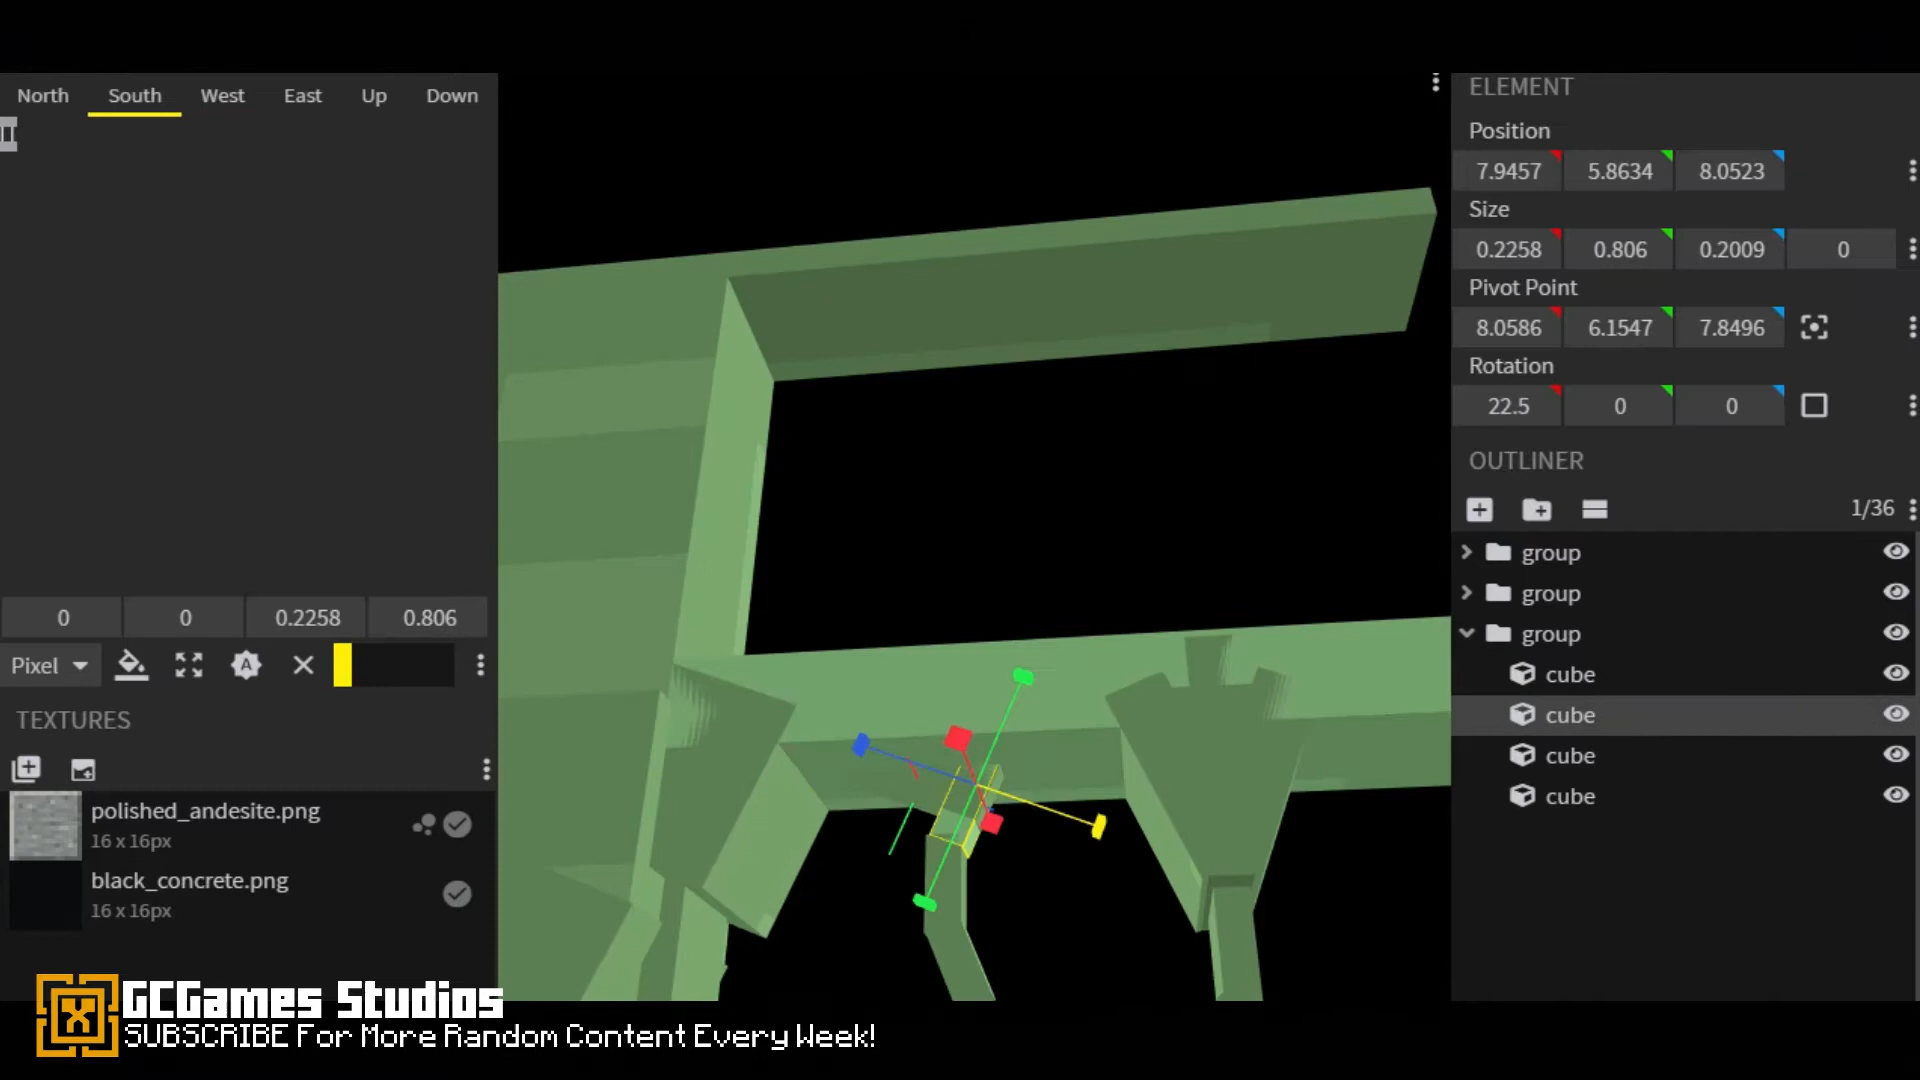 North South West East Up Down
0 0 0.2258 0.806
Pixel
TEXTURES
polished_andesite.png
16 x 16px
black_concrete.png
16 x 16px
ELEMENT
Position
7.9457 5.8634 8.0523
Size
0.2258 0.806 0.2009 0
Pivot Point
8.0586 6.1547 7.8496
Rotation
22.5 0 0
OUTLINER
1/36
group
group
group
cube
cube
cube
cube
GCGames Studios
SUBSCRIBE For More Random Content Every Week!